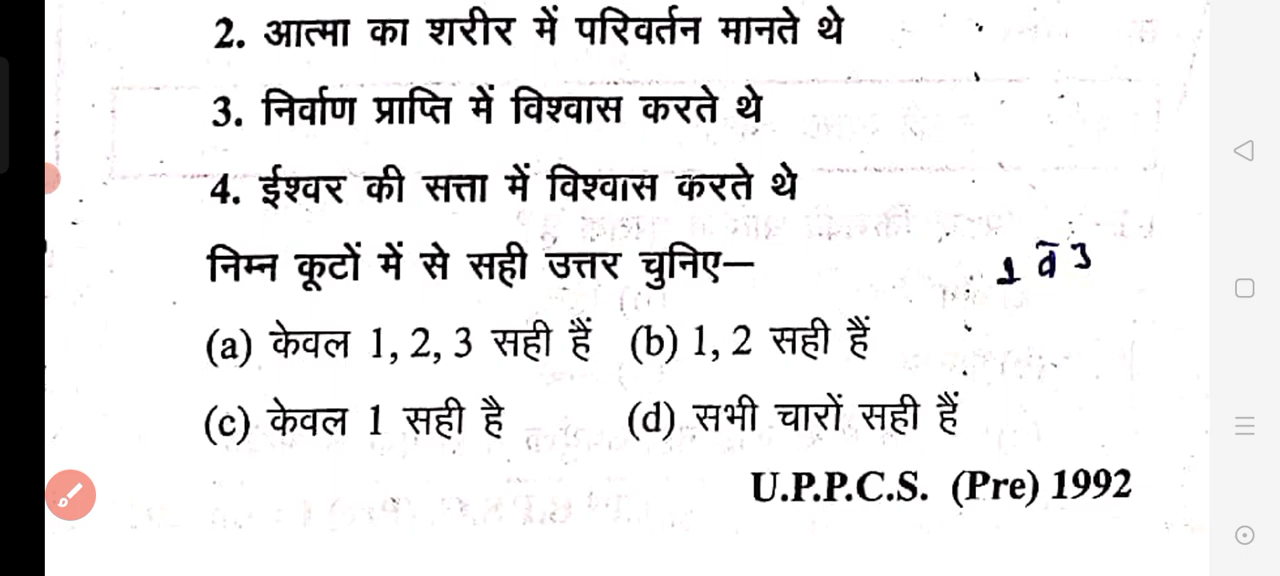 2. आत्मा का शरीर में परिवर्तन मानते थे
3. निर्वाण प्राप्ति में विश्वास करते थे
4. ईश्वर की सत्ता में विश्वास करते थे
निम्न कूटों में से सही उत्तर चुनिए–
1 व 3
(a) केवल 1, 2, 3 सही हैं (b) 1, 2 सही हैं
(c) केवल 1 सही है (d) सभी चारों सही हैं
U.P.P.C.S. (Pre) 1992